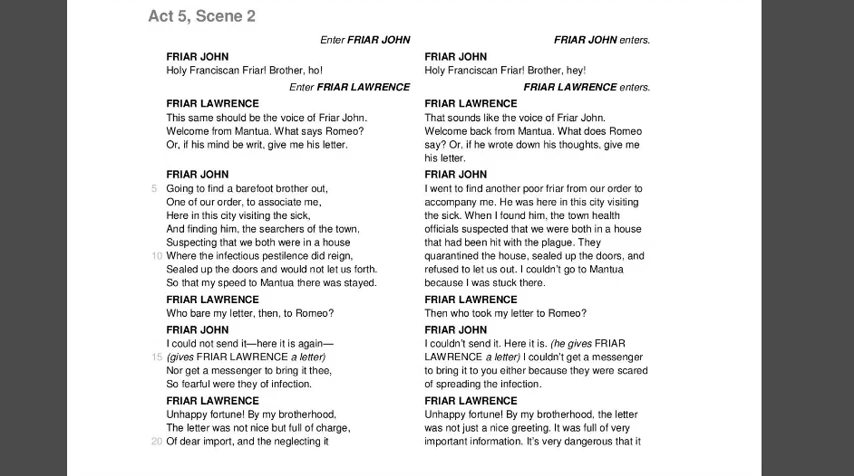 Act 5, Scene 2
Enter FRIAR JOHN
FRIAR JOHN
Holy Franciscan Friar! Brother, ho!
Enter FRIAR LAWRENCE
FRIAR LAWRENCE
This same should be the voice of Friar John.
Welcome from Mantua. What says Romeo?
Or, if his mind be writ, give me his letter.
FRIAR JOHN
5 Going to find a barefoot brother out,
One of our order, to associate me,
Here in this city visiting the sick,
And finding him, the searchers of the town,
Suspecting that we both were in a house
10 Where the infectious pestilence did reign,
Sealed up the doors and would not let us forth.
So that my speed to Mantua there was stayed.
FRIAR LAWRENCE
Who bare my letter, then, to Romeo?
FRIAR JOHN
I could not send it—here it is again—
15 (gives FRIAR LAWRENCE a letter)
Nor get a messenger to bring it thee,
So fearful were they of infection.
FRIAR LAWRENCE
Unhappy fortune! By my brotherhood,
The letter was not nice but full of charge,
20 Of dear import, and the neglecting it
FRIAR JOHN enters.
FRIAR JOHN
Holy Franciscan Friar! Brother, hey!
FRIAR LAWRENCE enters.
FRIAR LAWRENCE
That sounds like the voice of Friar John.
Welcome back from Mantua. What does Romeo
say? Or, if he wrote down his thoughts, give me
his letter.
FRIAR JOHN
I went to find another poor friar from our order to
accompany me. He was here in this city visiting
the sick. When I found him, the town health
officials suspected that we were both in a house
that had been hit with the plague. They
quarantined the house, sealed up the doors, and
refused to let us out. I couldn't go to Mantua
because I was stuck there.
FRIAR LAWRENCE
Then who took my letter to Romeo?
FRIAR JOHN
I couldn't send it. Here it is. (he gives FRIAR
LAWRENCE a letter) I couldn't get a messenger
to bring it to you either because they were scared
of spreading the infection.
FRIAR LAWRENCE
Unhappy fortune! By my brotherhood, the letter
was not just a nice greeting. It was full of very
important information. It's very dangerous that it